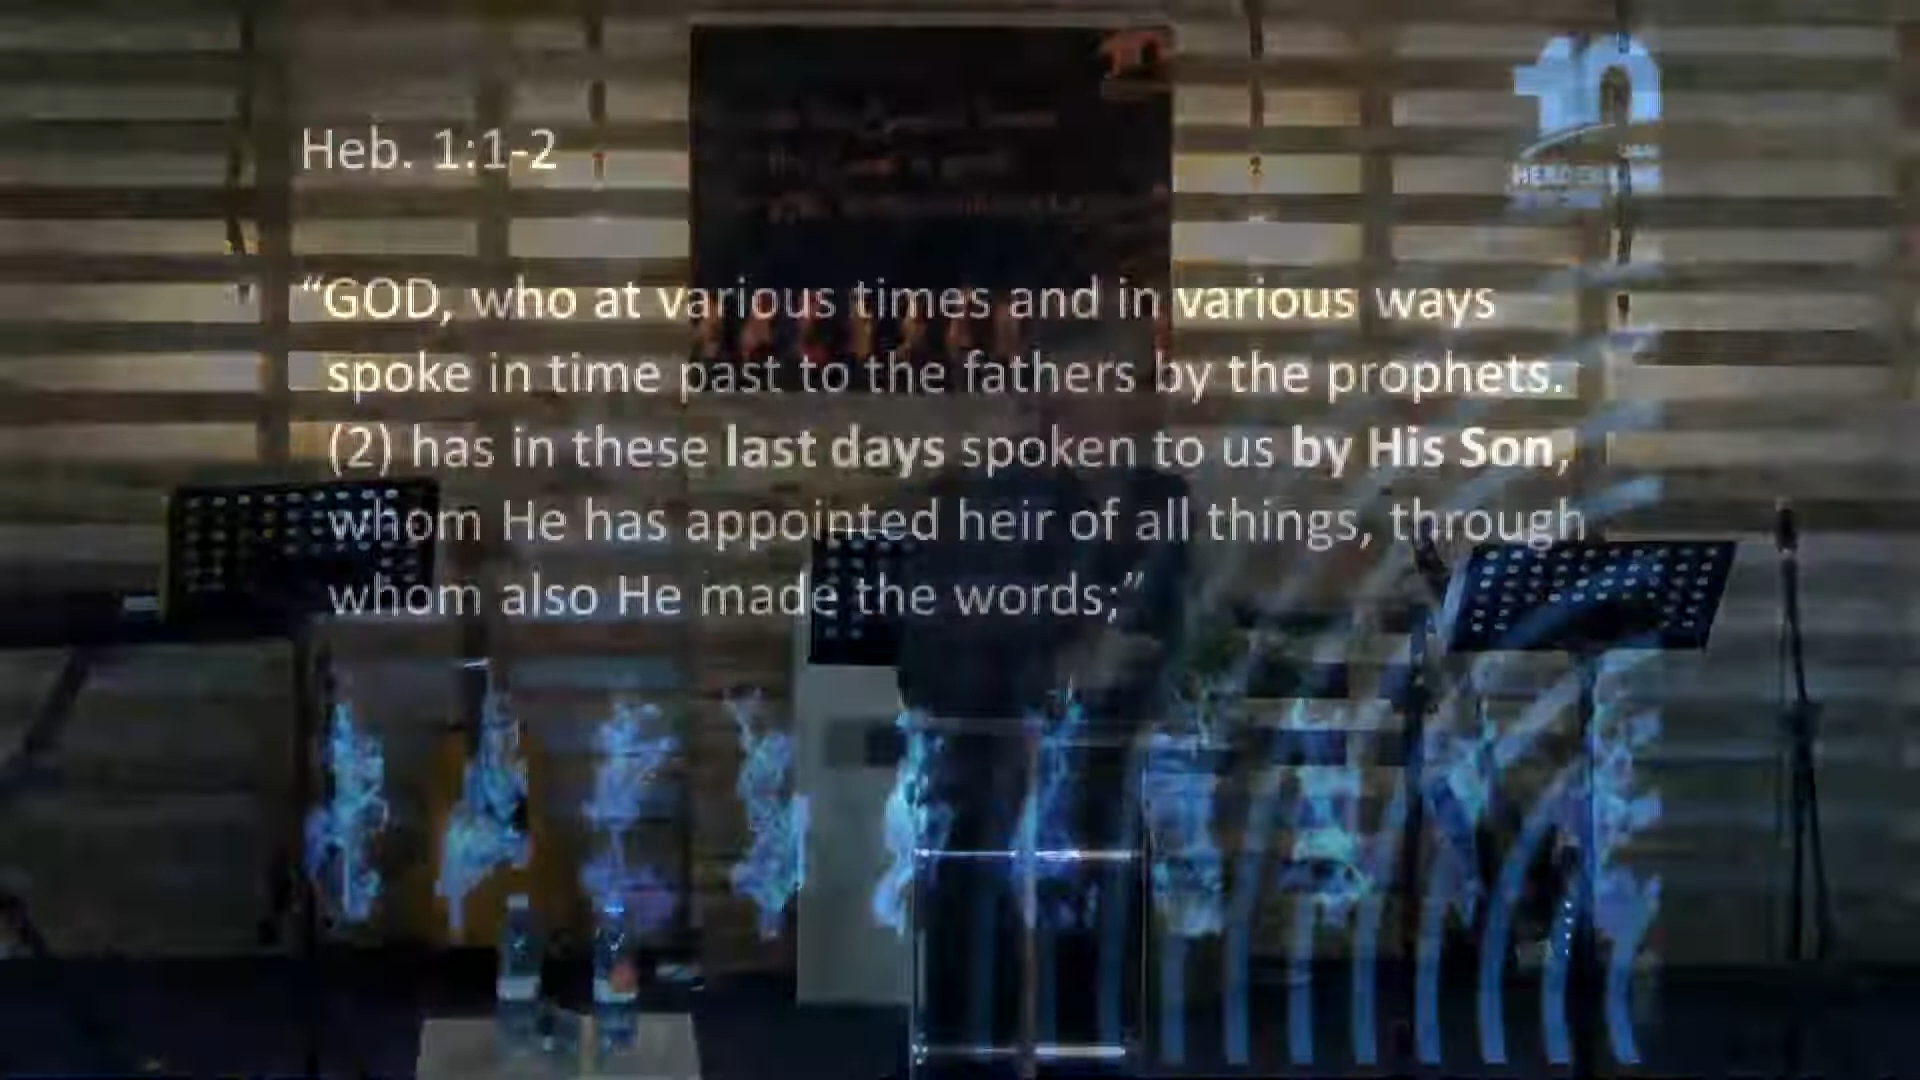 Heb. 1:1-2
“GOD, who at various times and in various ways
spoke in time past to the fathers by the prophets.
(2) has in these last days spoken to us by His Son,
whom He has appointed heir of all things, through
whom also He made the words;”